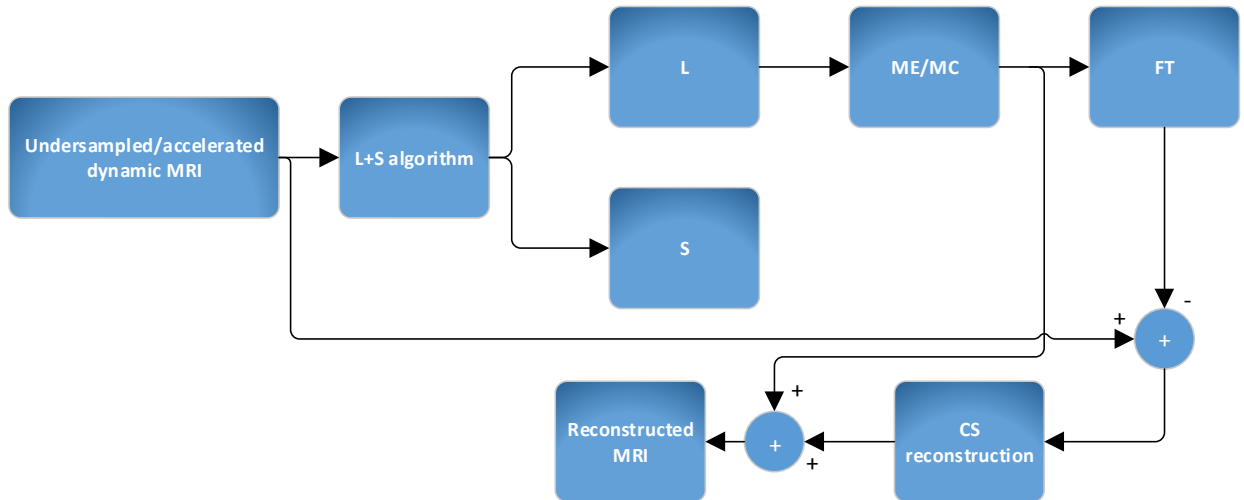 L
ME/MC
FT
Undersampled/accelerated
dynamic MRI
L+S algorithm
S
-
+
+
+
Reconstructed
MRI
+
+
CS
reconstruction